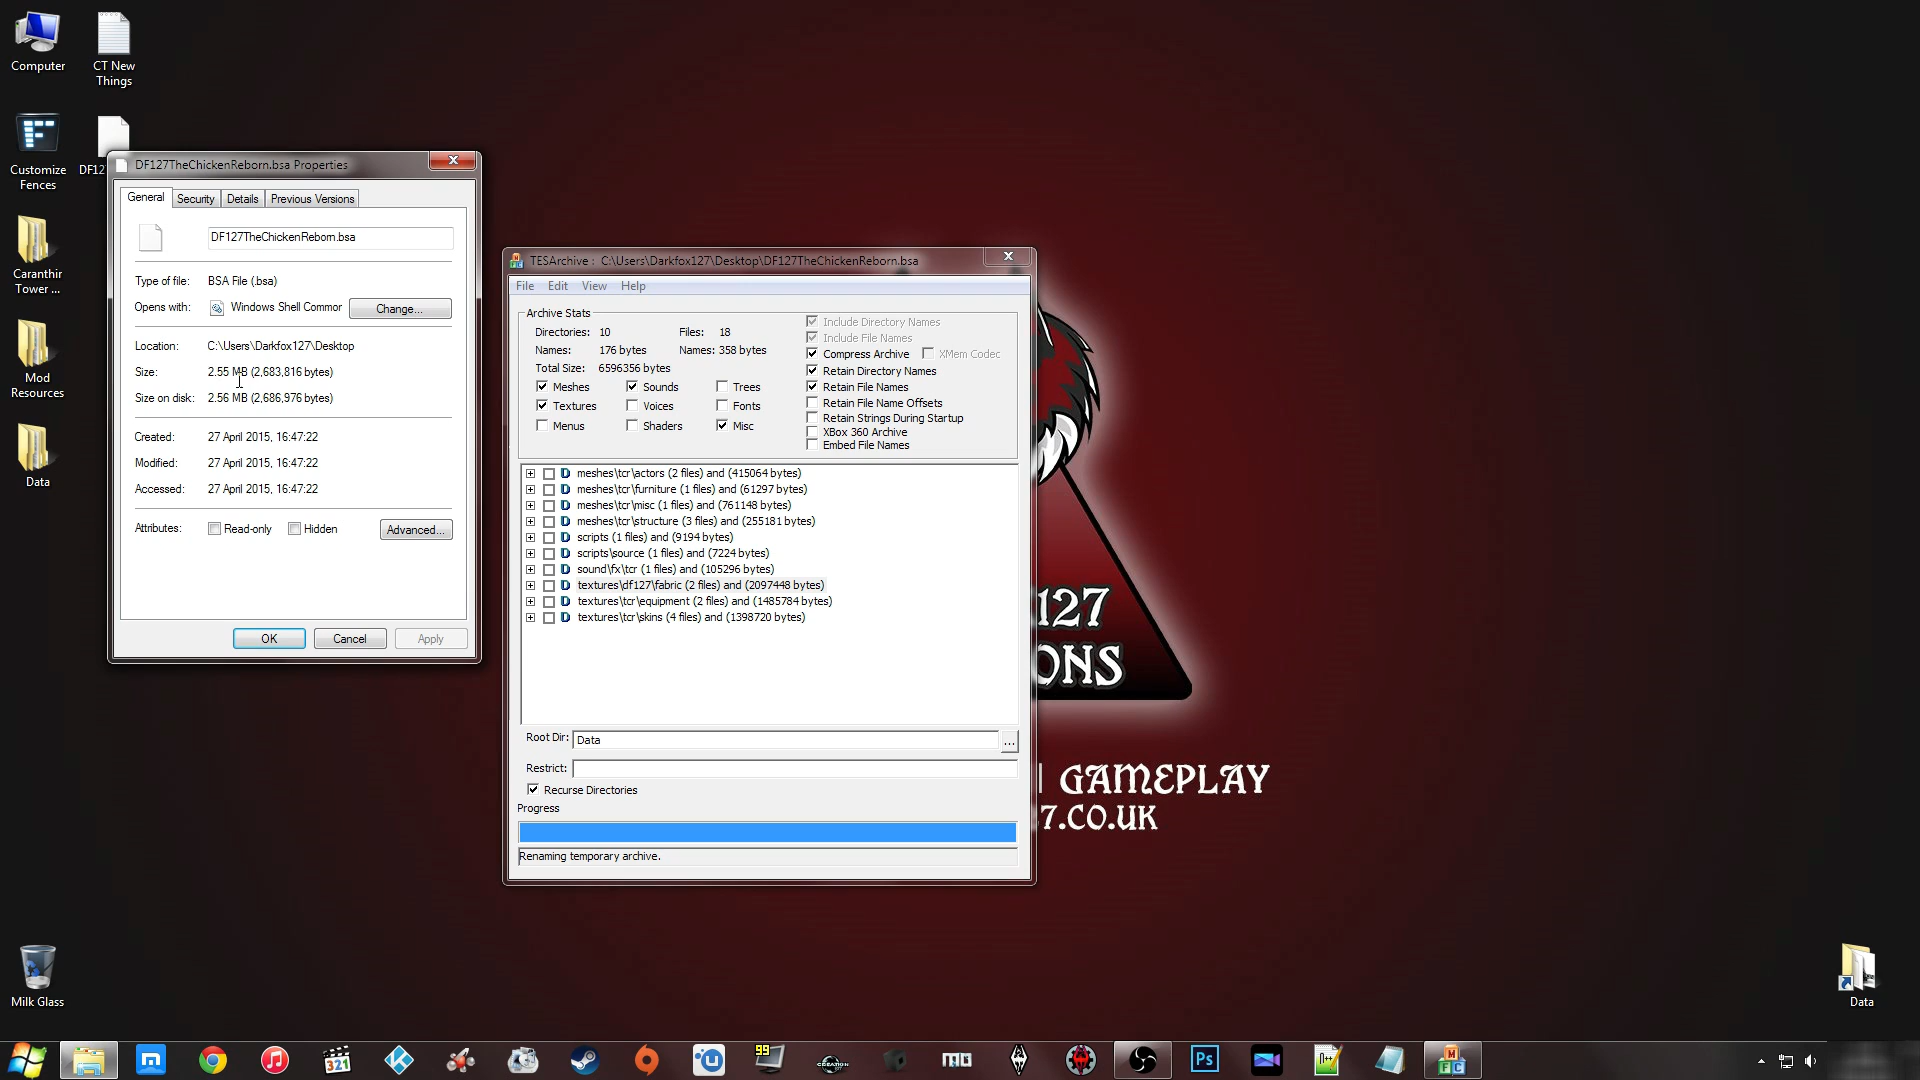 Computer
CT New
Things
Customize
Fences
DF12
Caranthir
Tower ...
Mod
Resources
Data
Milk Glass
Data
DF127TheChickenReborn.bsa Properties
General
Security
Details
Previous Versions
DF127TheChickenReborn.bsa
Type of file:
BSA File (.bsa)
Opens with:
Windows Shell Commor
Change...
Location:
C:\Users\Darkfox127\Desktop
Size:
2.55 MB (2,683,816 bytes)
Size on disk:
2.56 MB (2,686,976 bytes)
Created:
27 April 2015, 16:47:22
Modified:
27 April 2015, 16:47:22
Accessed:
27 April 2015, 16:47:22
Attributes:
Read-only
Hidden
Advanced...
OK
Cancel
Apply
TESArchive : C:\Users\Darkfox127\Desktop\DF127TheChickenReborn.bsa
File
Edit
View
Help
Archive Stats
Directories: 10
Files: 18
Names: 176 bytes
Names: 358 bytes
Total Size: 6596356 bytes
Meshes
Sounds
Trees
Textures
Voices
Fonts
Menus
Shaders
Misc
Include Directory Names
Include File Names
Compress Archive
XMem Codec
Retain Directory Names
Retain File Names
Retain File Name Offsets
Retain Strings During Startup
XBox 360 Archive
Embed File Names
D meshes\tcr\actors (2 files) and (415064 bytes)
D meshes\tcr\furniture (1 files) and (61297 bytes)
D meshes\tcr\misc (1 files) and (761148 bytes)
D meshes\tcr\structure (3 files) and (255181 bytes)
D scripts (1 files) and (9194 bytes)
D scripts\source (1 files) and (7224 bytes)
D sound\fx\tcr (1 files) and (105296 bytes)
D textures\df127\fabric (2 files) and (2097448 bytes)
D textures\tcr\equipment (2 files) and (1485784 bytes)
D textures\tcr\skins (4 files) and (1398720 bytes)
Root Dir:
Data
...
Restrict:
Recurse Directories
Progress
Renaming temporary archive.
127
ONS
| GAMEPLAY
7.CO.UK
321
99
CREATION
Ps
n++
M
F C